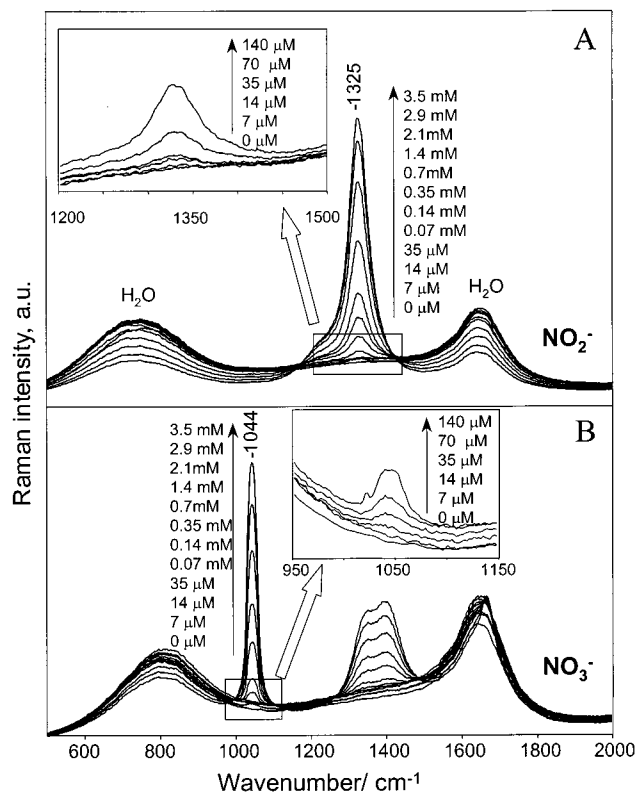 A
140 µM
70 µM
35 µM
14 µM
7 µM
0 µM
1200
1350
1500
-1325
3.5 mM
2.9 mM
2.1mM
1.4 mM
0.7mM
0.35 mM
0.14 mM
0.07 mM
35 µM
14 µM
7 µM
0 µM
H₂O
H₂O
NO₂⁻
Raman intensity, a.u.
B
3.5 mM
2.9 mM
2.1mM
1.4 mM
0.7mM
0.35 mM
0.14 mM
0.07 mM
35 µM
14 µM
7 µM
0 µM
-1044
140 µM
70 µM
35 µM
14 µM
7 µM
0 µM
950
1050
1150
NO₃⁻
600 800 1000 1200 1400 1600 1800 2000
Wavenumber/ cm⁻¹